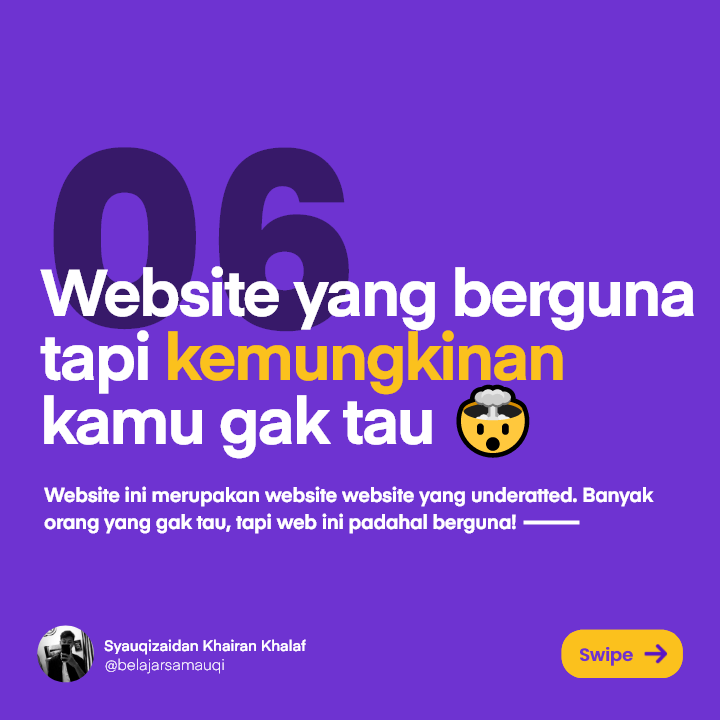 06
Website yang berguna
tapi kemungkinan
kamu gak tau 🤯
Website ini merupakan website website yang underatted. Banyak
orang yang gak tau, tapi web ini padahal berguna!
Syauqizaidan Khairan Khalaf
@belajarsamauqi
Swipe →